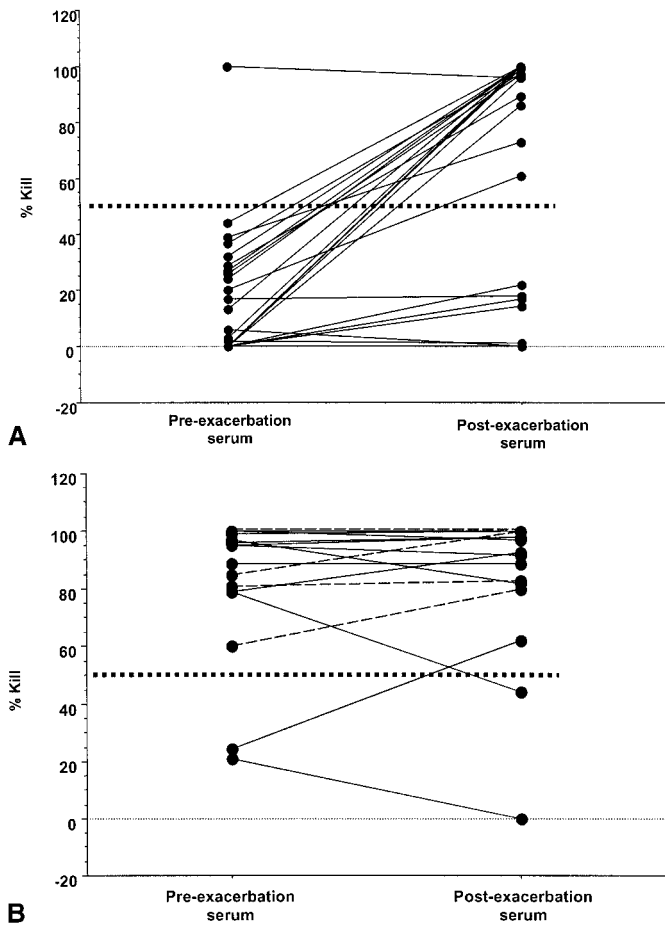 120
100
80
60
40
20
0
-20
% Kill
Pre-exacerbation
serum
Post-exacerbation
serum
A
120
100
80
60
40
20
0
-20
% Kill
Pre-exacerbation
serum
Post-exacerbation
serum
B